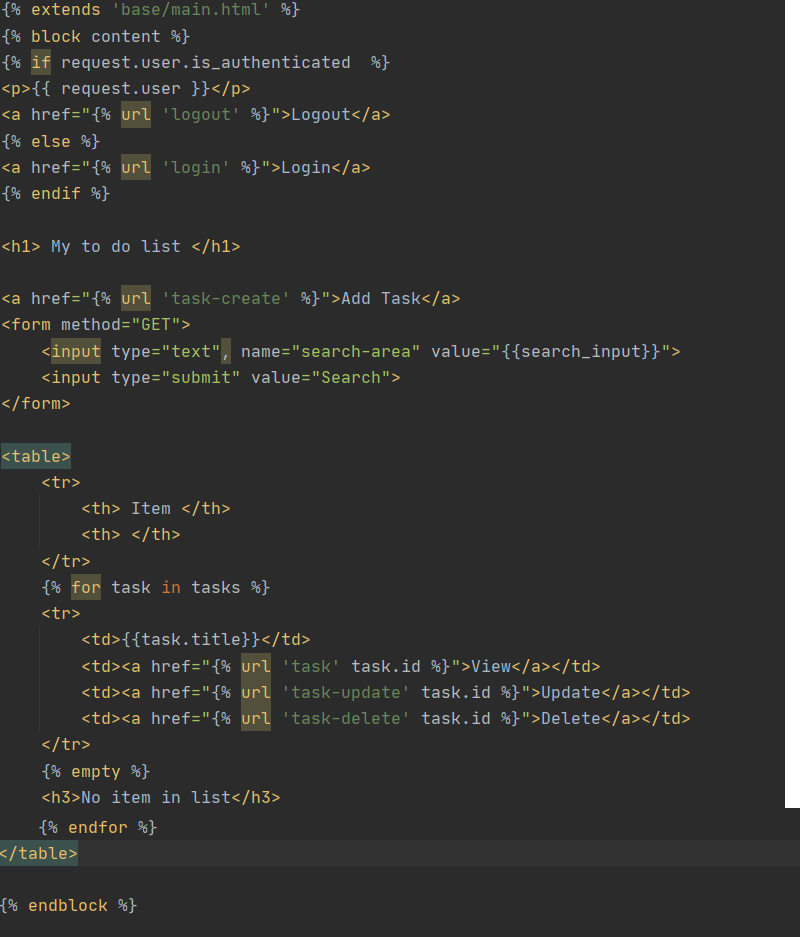 {% extends 'base/main.html' %}
{% block content %}
{% if request.user.is_authenticated  %}
<p>{{ request.user }}</p>
<a href="{% url 'logout' %}">Logout</a>
{% else %}
<a href="{% url 'login' %}">Login</a>
{% endif %}
<h1> My to do list </h1>
<a href="{% url 'task-create' %}">Add Task</a>
<form method="GET">
    <input type="text", name="search-area" value="{{search_input}}">
    <input type="submit" value="Search">
</form>
<table>
    <tr>
        <th> Item </th>
        <th> </th>
    </tr>
    {% for task in tasks %}
    <tr>
        <td>{{task.title}}</td>
        <td><a href="{% url 'task' task.id %}">View</a></td>
        <td><a href="{% url 'task-update' task.id %}">Update</a></td>
        <td><a href="{% url 'task-delete' task.id %}">Delete</a></td>
    </tr>
    {% empty %}
    <h3>No item in list</h3>
    {% endfor %}
</table>
{% endblock %}